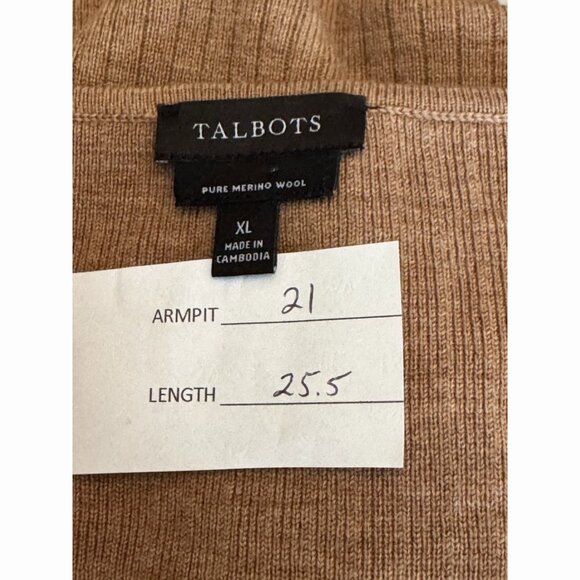 TALBOTS
PURE MERINO WOOL
XL
MADE IN
CAMBODIA
ARMPIT 21
LENGTH 25.5